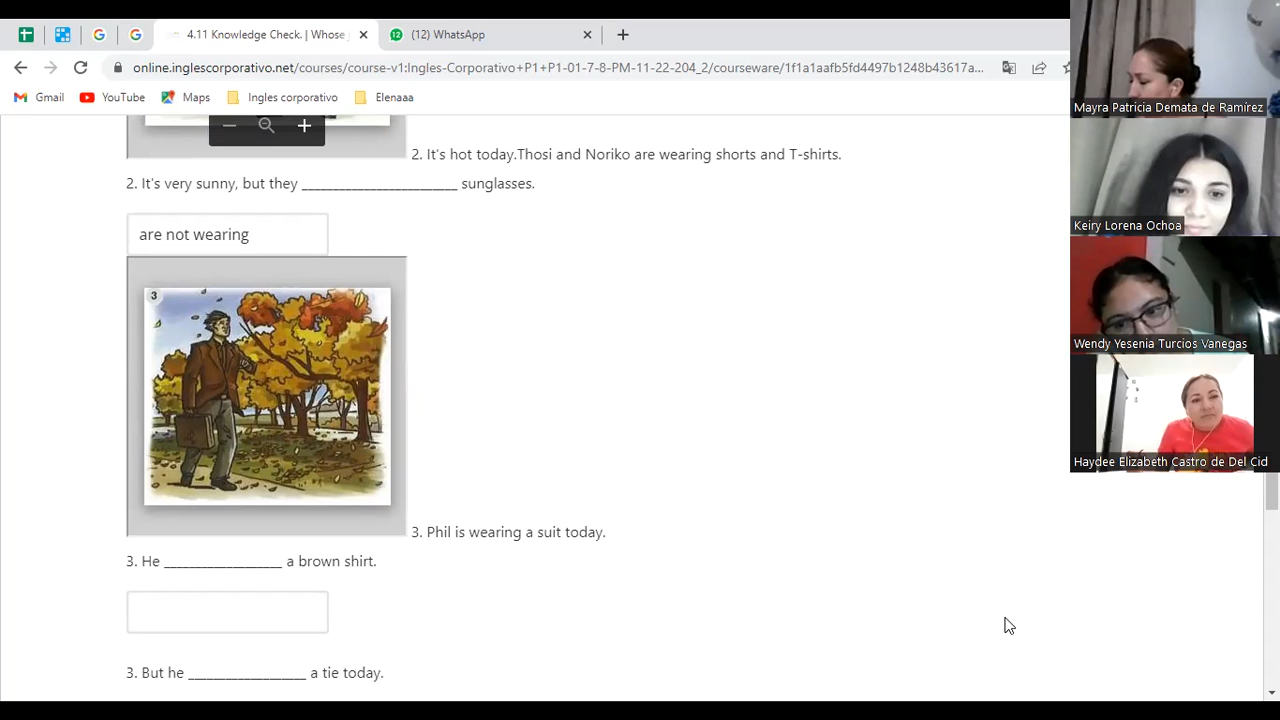 4.11 Knowledge Check. | Whose
(12) WhatsApp
online.inglescorporativo.net/courses/course-v1:Ingles-Corporativo+P1+P1-01-7-8-PM-11-22-204_2/courseware/1f1a1aafb5fd4497b1248b43617a...
Gmail YouTube Maps Ingles corporativo Elenaaa
2. It's hot today.Thosi and Noriko are wearing shorts and T-shirts.
2. It's very sunny, but they ________________________ sunglasses.
are not wearing
3
3. Phil is wearing a suit today.
3. He __________________ a brown shirt.
3. But he __________________ a tie today.
Mayra Patricia Demata de Ramírez
Keiry Lorena Ochoa
Wendy Yesenia Turcios Vanegas
Haydee Elizabeth Castro de Del Cid